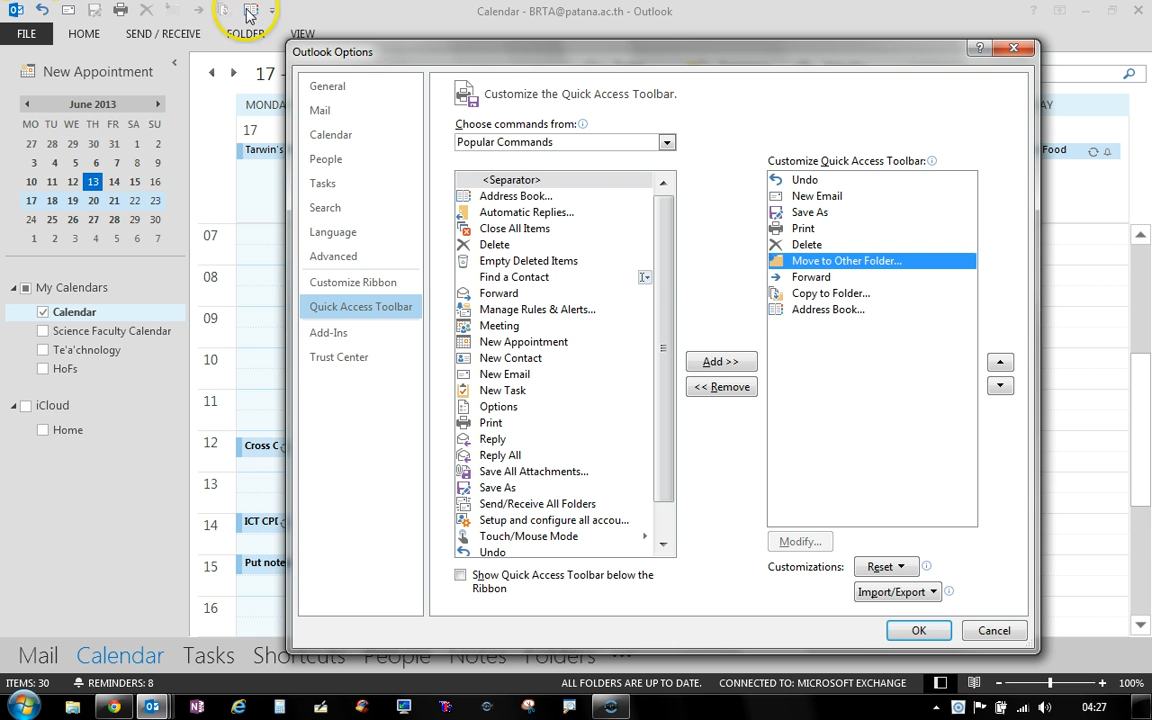 Calendar - BRTA@patana.ac.th - Outlook
FILE HOME SEND / RECEIVE FOLDER VIEW
New Appointment
June 2013
MO TU WE TH FR SA SU
27 28 29 30 31 1 2
3 4 5 6 7 8 9
10 11 12 13 14 15 16
17 18 19 20 21 22 23
24 25 26 27 28 29 30
1 2 3 4 5 6 7
My Calendars
Calendar
Science Faculty Calendar
Te'a'chnology
HoFs
iCloud
Home
17 -
MONDA
17
Tarwin's
07
08
09
10
11
12
Cross C
13
14
ICT CPD
15
Put note
16
AY
Food
Outlook Options
General
Mail
Calendar
People
Tasks
Search
Language
Advanced
Customize Ribbon
Quick Access Toolbar
Add-Ins
Trust Center
Customize the Quick Access Toolbar.
Choose commands from:
Popular Commands
<Separator>
Address Book...
Automatic Replies...
Close All Items
Delete
Empty Deleted Items
Find a Contact
Forward
Manage Rules & Alerts...
Meeting
New Appointment
New Contact
New Email
New Task
Options
Print
Reply
Reply All
Save All Attachments...
Save As
Send/Receive All Folders
Setup and configure all accou...
Touch/Mouse Mode
Undo
Show Quick Access Toolbar below the
Ribbon
Add >>
<< Remove
Customize Quick Access Toolbar:
Undo
New Email
Save As
Print
Delete
Move to Other Folder...
Forward
Copy to Folder...
Address Book...
Modify...
Customizations: Reset
Import/Export
OK Cancel
Mail Calendar Tasks Shortcuts People Notes Folders ...
ITEMS: 30 REMINDERS: 8 ALL FOLDERS ARE UP TO DATE. CONNECTED TO: MICROSOFT EXCHANGE 100%
04:27